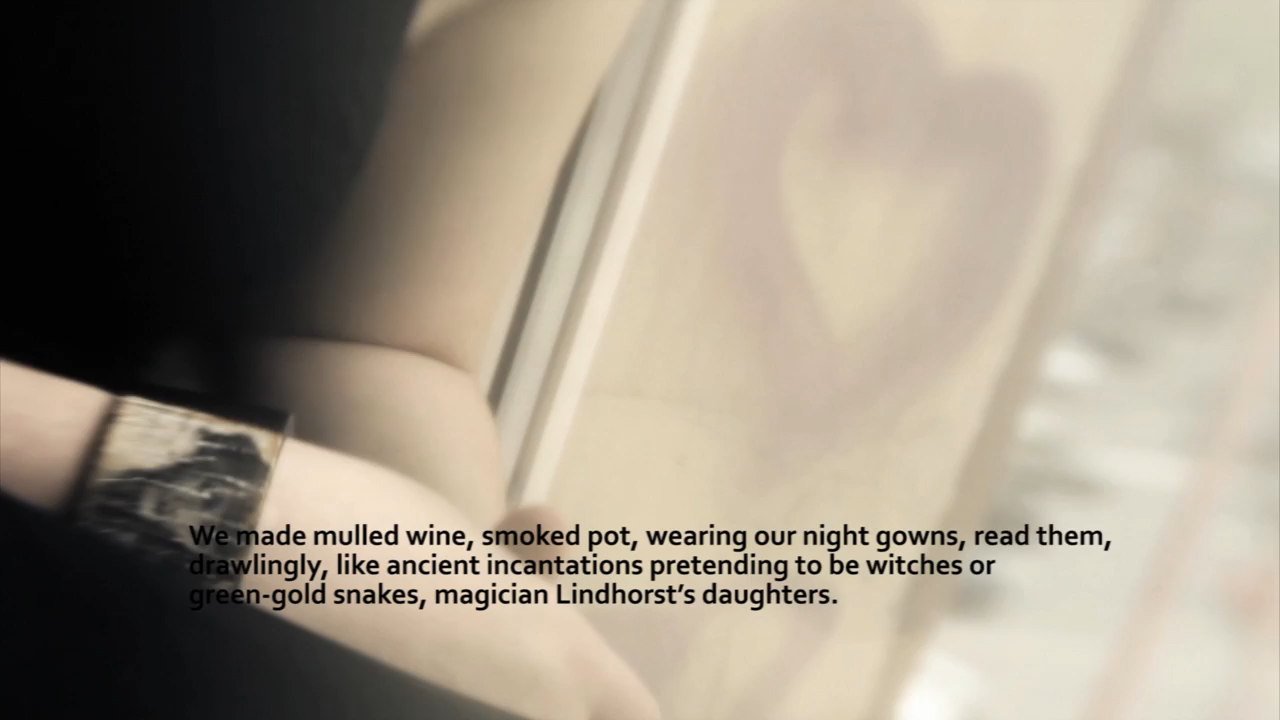 We made mulled wine, smoked pot, wearing our night gowns, read them,
drawlingly, like ancient incantations pretending to be witches or
green-gold snakes, magician Lindhorst's daughters.